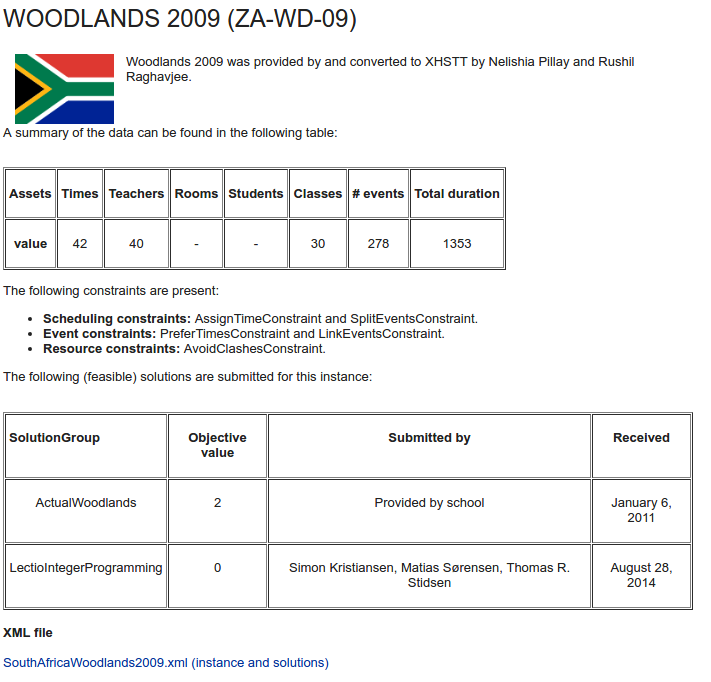 WOODLANDS 2009 (ZA-WD-09)
Woodlands 2009 was provided by and converted to XHSTT by Nelishia Pillay and Rushil
Raghavjee.
A summary of the data can be found in the following table:
Assets Times Teachers Rooms Students Classes # events Total duration
value 42 40 - - 30 278 1353
The following constraints are present:
• Scheduling constraints: AssignTimeConstraint and SplitEventsConstraint.
• Event constraints: PreferTimesConstraint and LinkEventsConstraint.
• Resource constraints: AvoidClashesConstraint.
The following (feasible) solutions are submitted for this instance:
SolutionGroup Objective value Submitted by Received
ActualWoodlands 2 Provided by school January 6, 2011
LectioIntegerProgramming 0 Simon Kristiansen, Matias Sørensen, Thomas R. Stidsen August 28, 2014
XML file
SouthAfricaWoodlands2009.xml (instance and solutions)